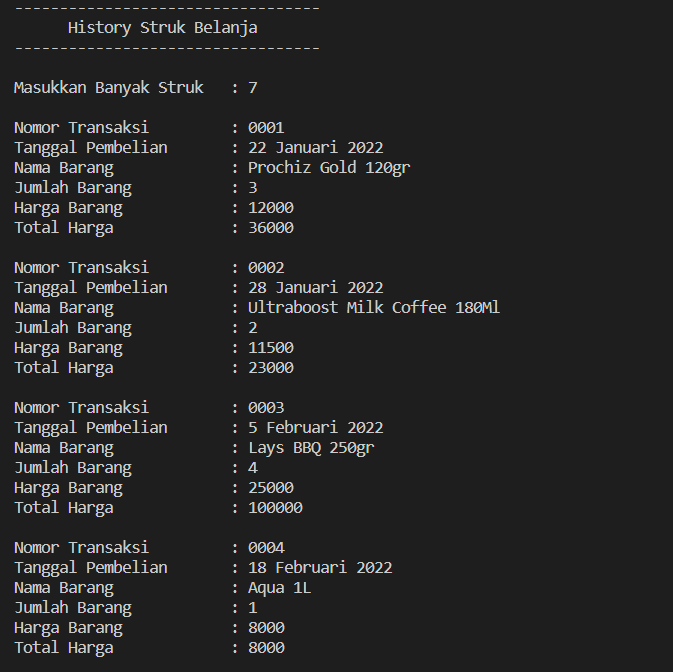 ----------------------------------
History Struk Belanja
----------------------------------
Masukkan Banyak Struk : 7
Nomor Transaksi : 0001
Tanggal Pembelian : 22 Januari 2022
Nama Barang : Prochiz Gold 120gr
Jumlah Barang : 3
Harga Barang : 12000
Total Harga : 36000
Nomor Transaksi : 0002
Tanggal Pembelian : 28 Januari 2022
Nama Barang : Ultraboost Milk Coffee 180Ml
Jumlah Barang : 2
Harga Barang : 11500
Total Harga : 23000
Nomor Transaksi : 0003
Tanggal Pembelian : 5 Februari 2022
Nama Barang : Lays BBQ 250gr
Jumlah Barang : 4
Harga Barang : 25000
Total Harga : 100000
Nomor Transaksi : 0004
Tanggal Pembelian : 18 Februari 2022
Nama Barang : Aqua 1L
Jumlah Barang : 1
Harga Barang : 8000
Total Harga : 8000